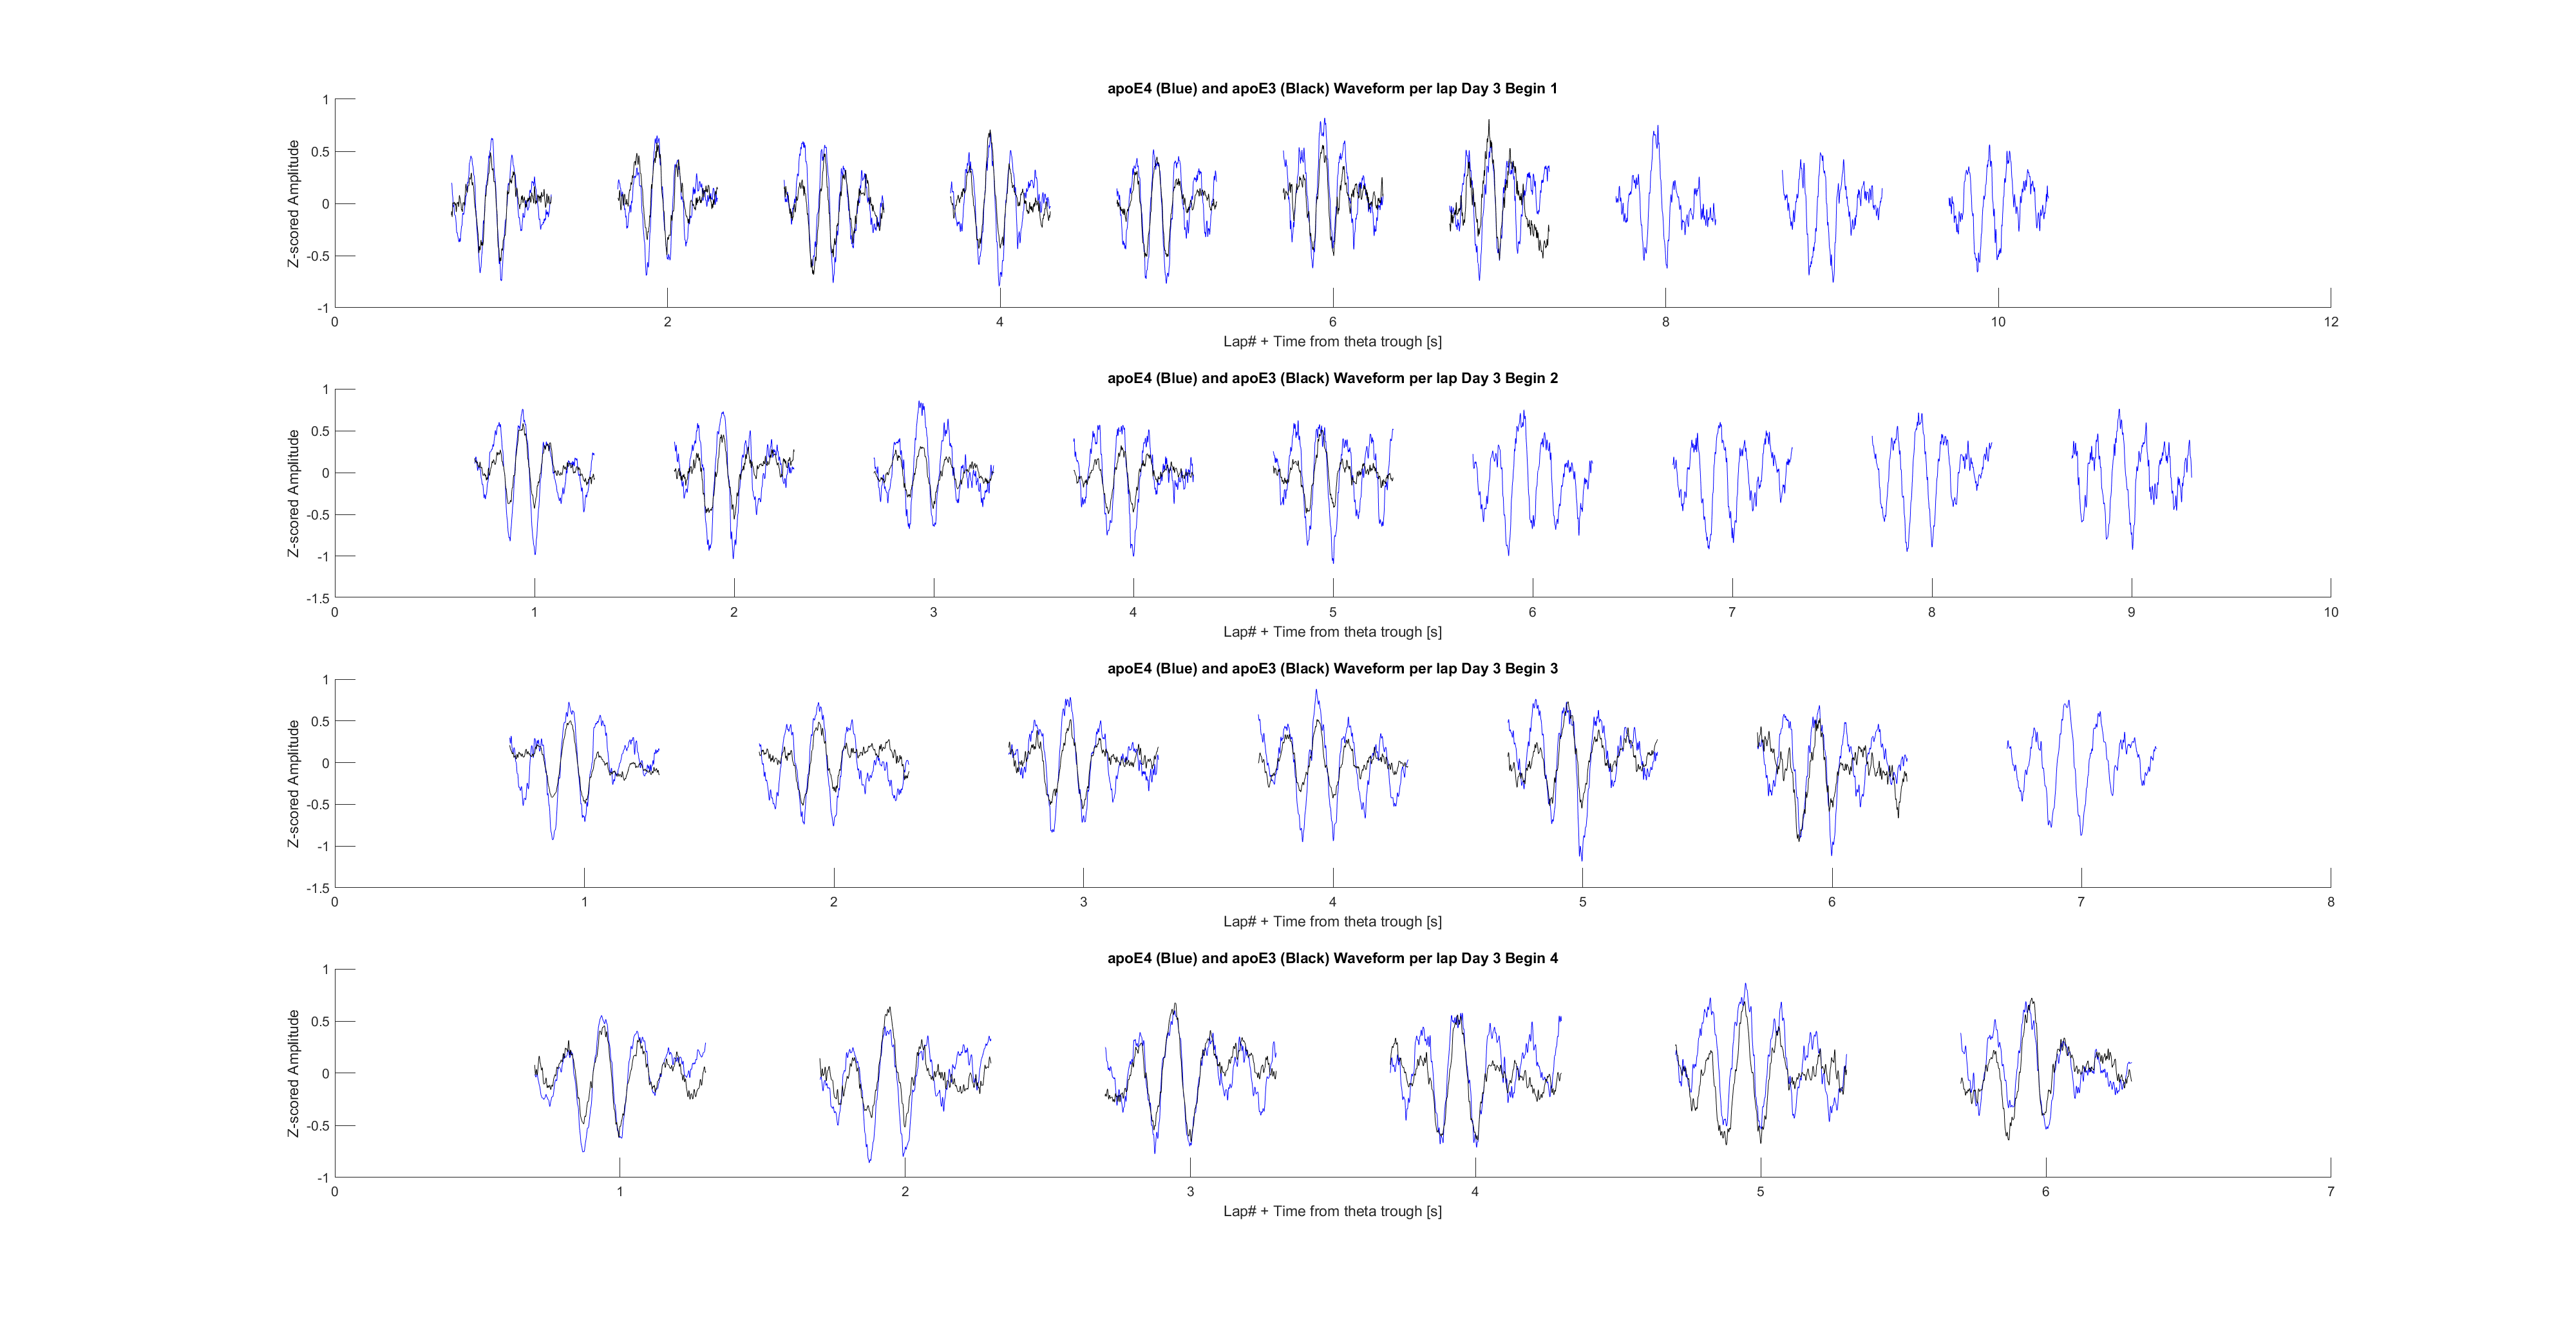 apoE4 (Blue) and apoE3 (Black) Waveform per lap Day 3 Begin 1
1
0.5
0
-0.5
-1
Z-scored Amplitude
0 2 4 6 8 10 12
Lap# + Time from theta trough [s]
apoE4 (Blue) and apoE3 (Black) Waveform per lap Day 3 Begin 2
1
0.5
0
-0.5
-1
-1.5
Z-scored Amplitude
0 1 2 3 4 5 6 7 8 9 10
Lap# + Time from theta trough [s]
apoE4 (Blue) and apoE3 (Black) Waveform per lap Day 3 Begin 3
1
0.5
0
-0.5
-1
-1.5
Z-scored Amplitude
0 1 2 3 4 5 6 7 8
Lap# + Time from theta trough [s]
apoE4 (Blue) and apoE3 (Black) Waveform per lap Day 3 Begin 4
1
0.5
0
-0.5
-1
Z-scored Amplitude
0 1 2 3 4 5 6 7
Lap# + Time from theta trough [s]